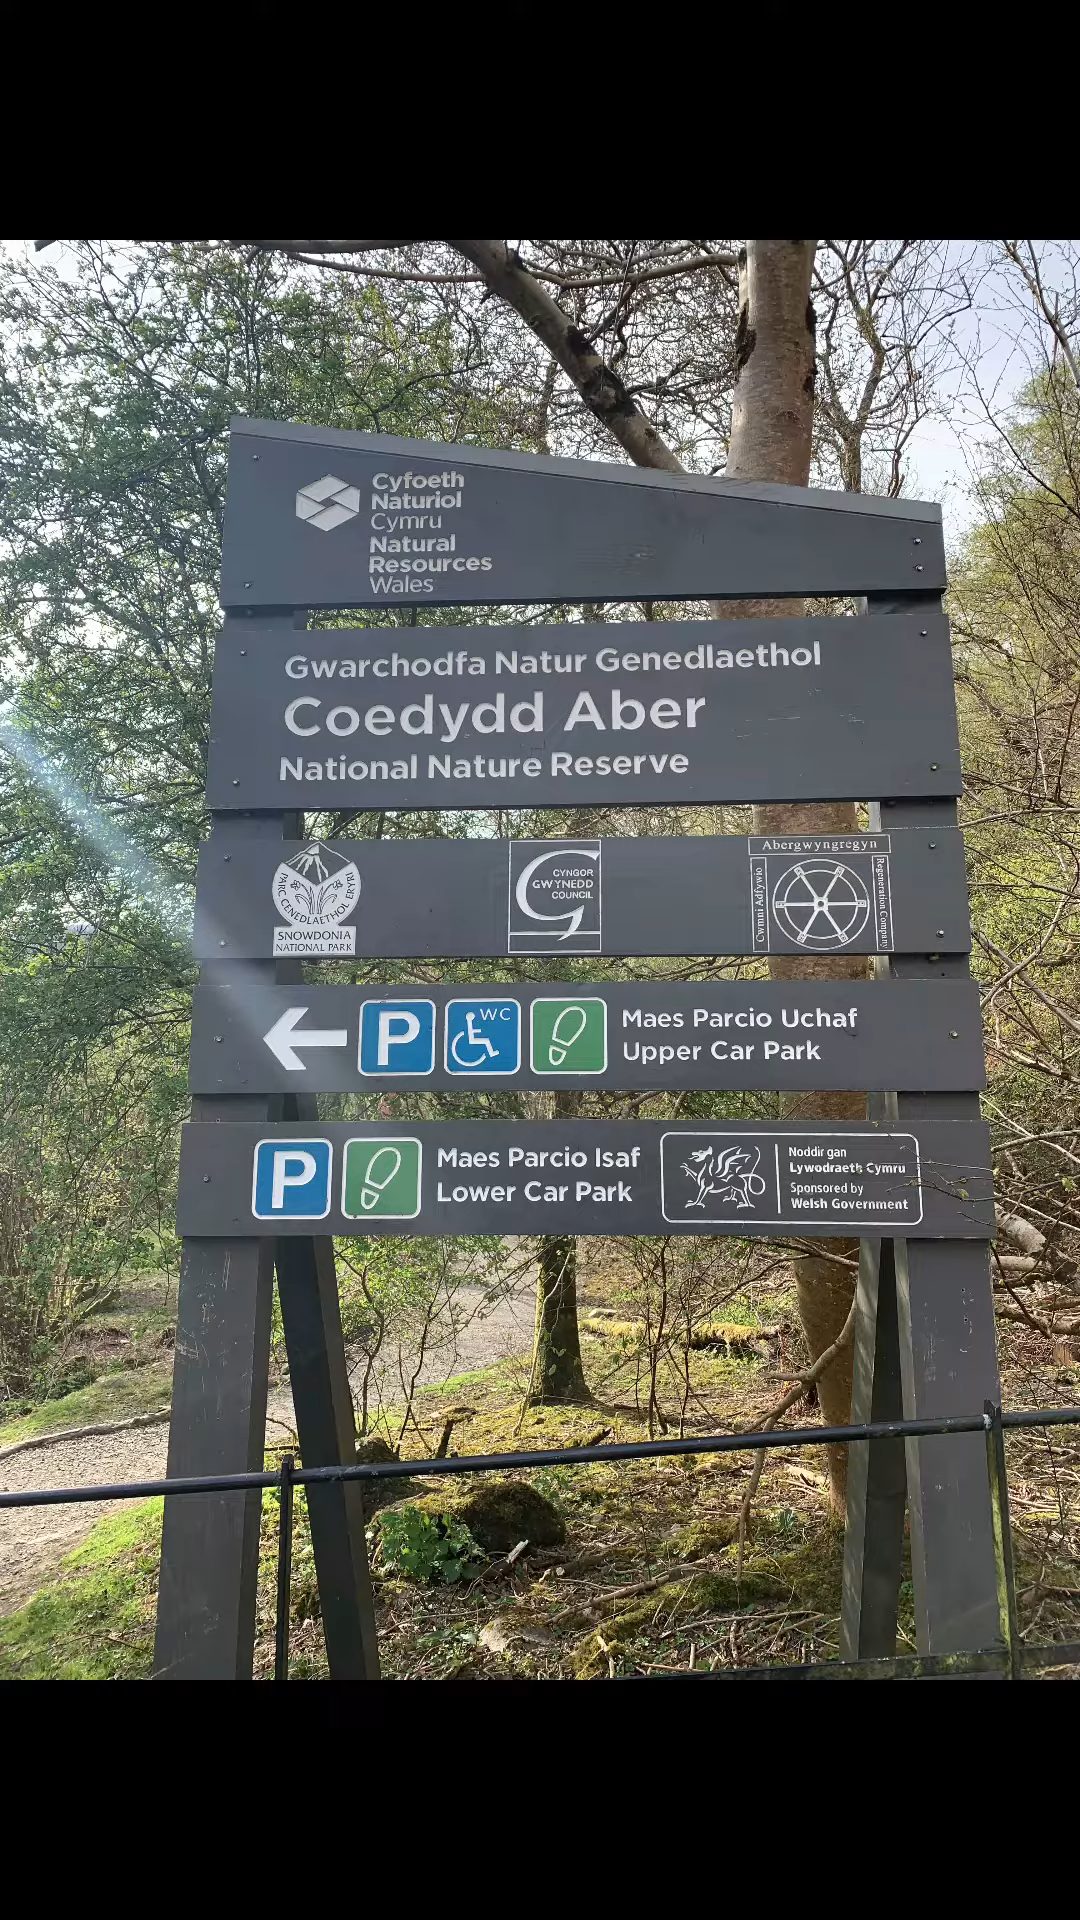 Cyfoeth
Naturiol
Cymru
Natural
Resources
Wales
Gwarchodfa Natur Genedlaethol
Coedydd Aber
National Nature Reserve
PARC CENEDLAETHOL ERYRI
SNOWDONIA
NATIONAL PARK
CYNGOR
GWYNEDD
COUNCIL
Abergwyngregyn
Cwmni Adfywio
Regeneration Company
P
WC
Maes Parcio Uchaf
Upper Car Park
P
Maes Parcio Isaf
Lower Car Park
Noddir gan
Lywodraeth Cymru
Sponsored by
Welsh Government